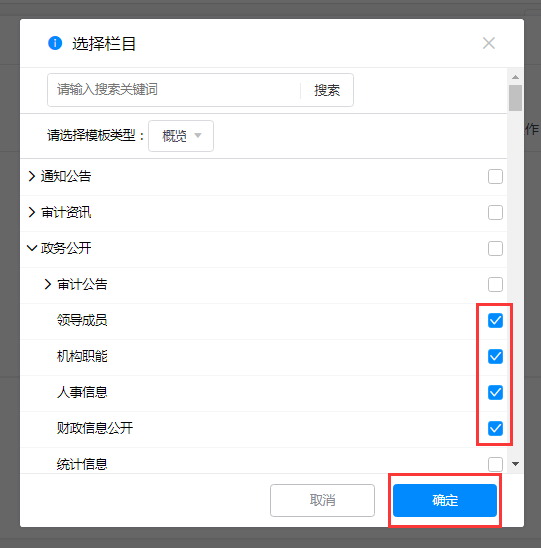 选择栏目
请输入搜索关键词 搜索
请选择模板类型： 概览
作
通知公告
审计资讯
政务公开
审计公告
领导成员
机构职能
人事信息
财政信息公开
统计信息
取消 确定